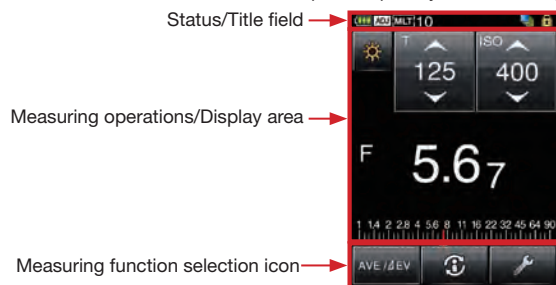 Status/Title field
ADJ MLT 10
T ISO
125 400
Measuring operations/Display area
F 5.6 7
1 1.4 2 2.8 4 5.6 8 11 16 22 32 45 64 90
Measuring function selection icon
AVE/⊿EV